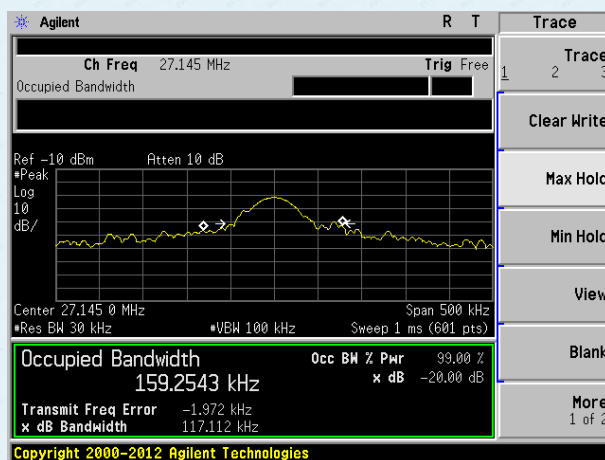 Agilent R T Trace
Ch Freq 27.145 MHz Trig Free
Occupied Bandwidth
Trace
1 2 3
Clear Write
Max Hold
Min Hold
View
Blank
More
1 of 2
Ref -10 dBm Atten 10 dB
#Peak
Log
10
dB/
Center 27.145 0 MHz Span 500 kHz
#Res BW 30 kHz #VBW 100 kHz Sweep 1 ms (601 pts)
Occupied Bandwidth Occ BW % Pwr 99.00 %
159.2543 kHz x dB -20.00 dB
Transmit Freq Error -1.972 kHz
x dB Bandwidth 117.112 kHz
Copyright 2000-2012 Agilent Technologies